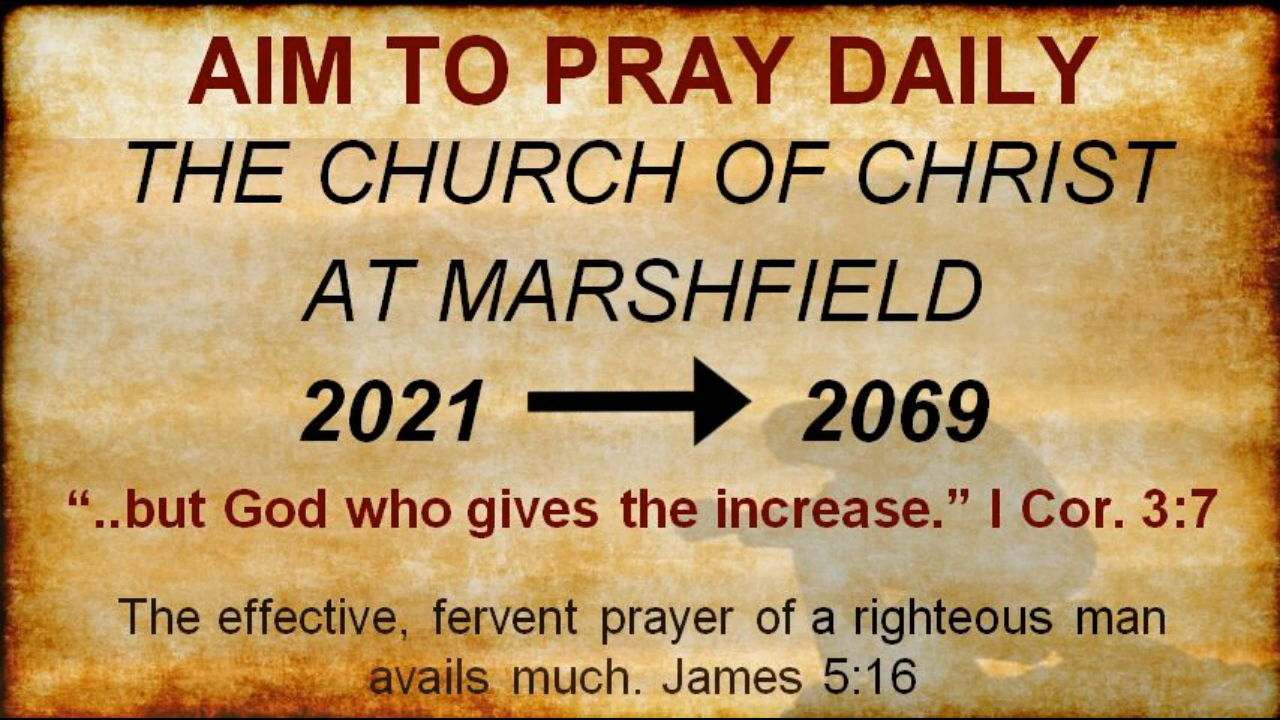 AIM TO PRAY DAILY
THE CHURCH OF CHRIST
AT MARSHFIELD
2021 → 2069
“..but God who gives the increase.” I Cor. 3:7
The effective, fervent prayer of a righteous man
avails much. James 5:16